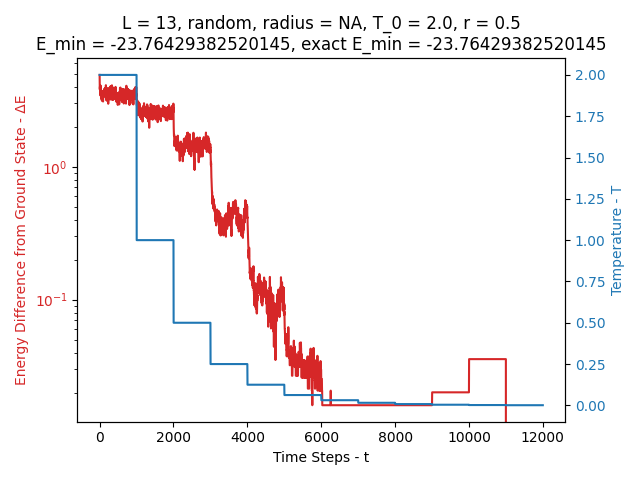 L = 13, random, radius = NA, T_0 = 2.0, r = 0.5
E_min = -23.76429382520145, exact E_min = -23.76429382520145
Energy Difference from Ground State - ΔE
10^0
10^-1
2.00
1.75
1.50
1.25
1.00
0.75
0.50
0.25
0.00
Temperature - T
0 2000 4000 6000 8000 10000 12000
Time Steps - t